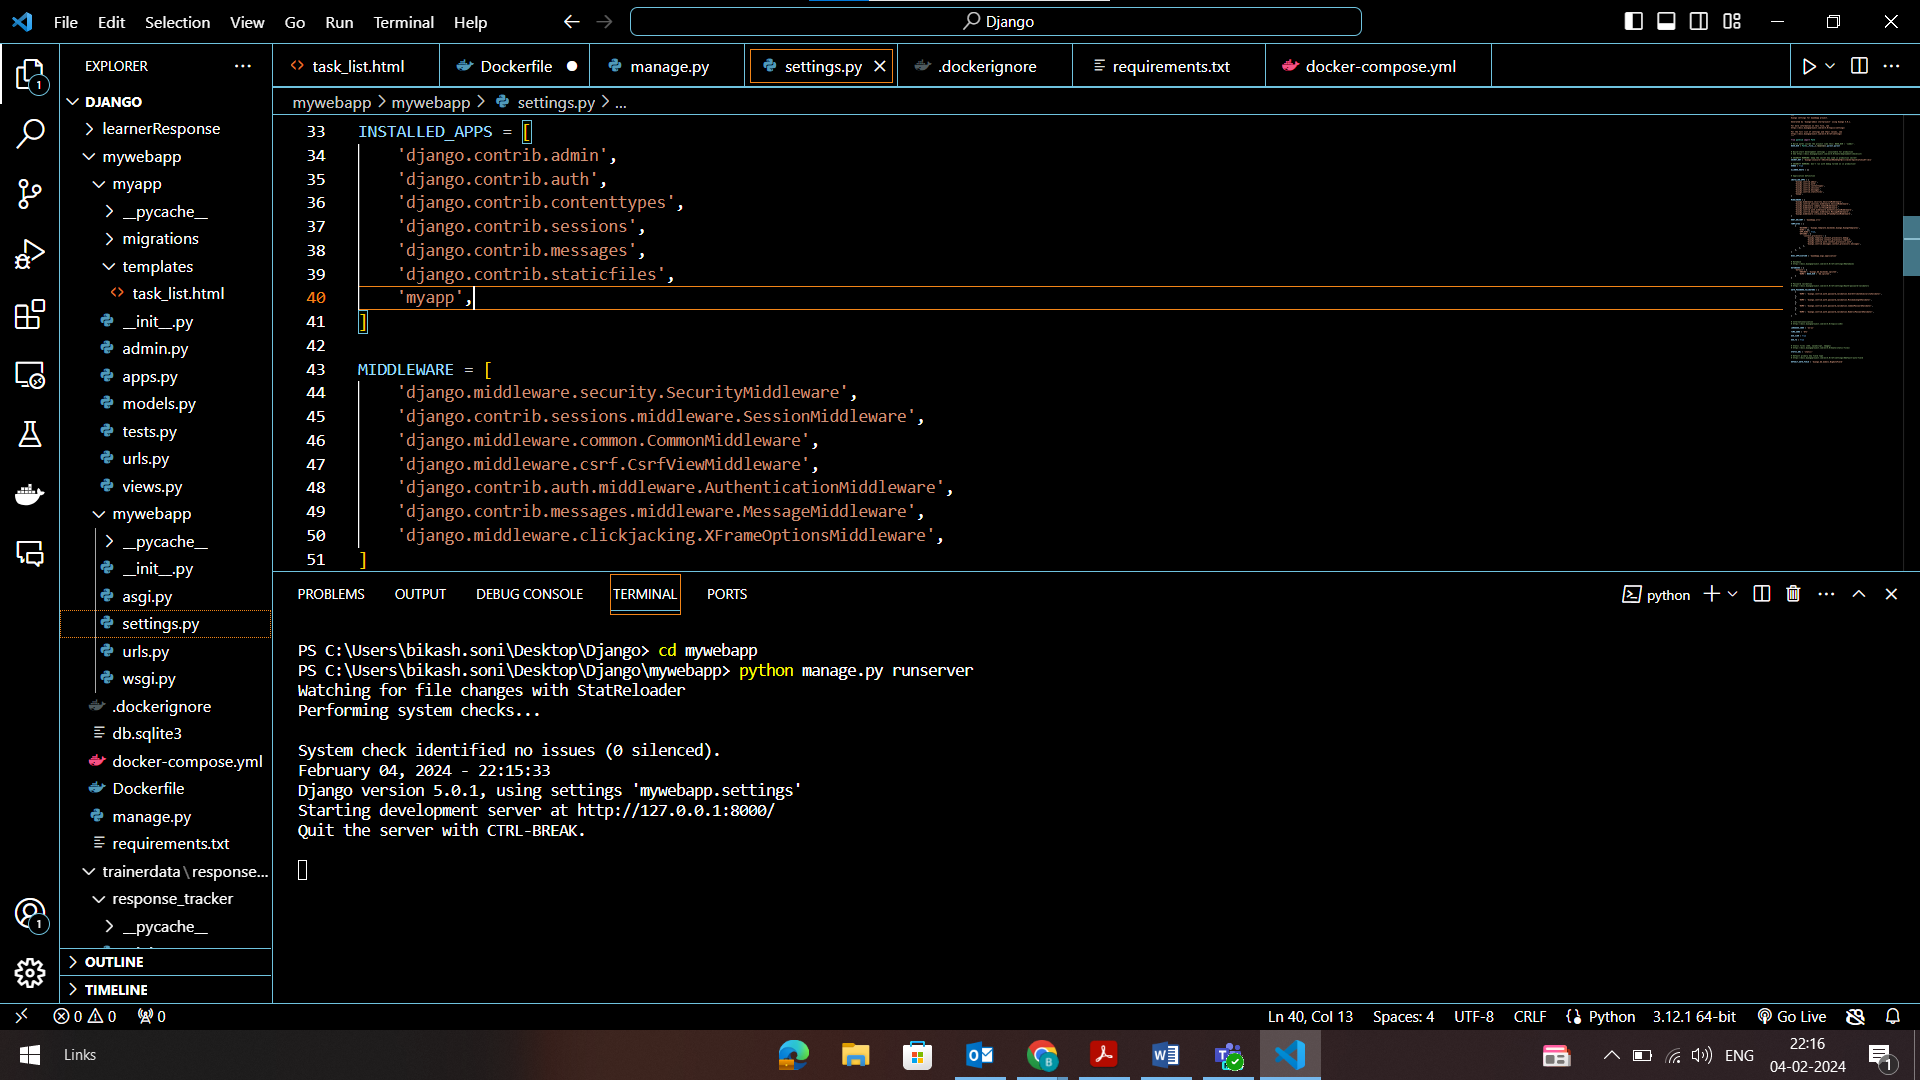 File Edit Selection View Go Run Terminal Help
Django
EXPLORER
task_list.html
Dockerfile
manage.py
settings.py
.dockerignore
requirements.txt
docker-compose.yml
mywebapp > mywebapp > settings.py > ...
DJANGO
learnerResponse
mywebapp
myapp
__pycache__
migrations
templates
task_list.html
__init__.py
admin.py
apps.py
models.py
tests.py
urls.py
views.py
mywebapp
__pycache__
__init__.py
asgi.py
settings.py
urls.py
wsgi.py
.dockerignore
db.sqlite3
docker-compose.yml
Dockerfile
manage.py
requirements.txt
trainerdata\response...
response_tracker
__pycache__
OUTLINE
TIMELINE
33 INSTALLED_APPS = [
34 'django.contrib.admin',
35 'django.contrib.auth',
36 'django.contrib.contenttypes',
37 'django.contrib.sessions',
38 'django.contrib.messages',
39 'django.contrib.staticfiles',
40 'myapp',
41 ]
42
43 MIDDLEWARE = [
44 'django.middleware.security.SecurityMiddleware',
45 'django.contrib.sessions.middleware.SessionMiddleware',
46 'django.middleware.common.CommonMiddleware',
47 'django.middleware.csrf.CsrfViewMiddleware',
48 'django.contrib.auth.middleware.AuthenticationMiddleware',
49 'django.contrib.messages.middleware.MessageMiddleware',
50 'django.middleware.clickjacking.XFrameOptionsMiddleware',
51 ]
PROBLEMS OUTPUT DEBUG CONSOLE TERMINAL PORTS
python
PS C:\Users\bikash.soni\Desktop\Django> cd mywebapp
PS C:\Users\bikash.soni\Desktop\Django\mywebapp> python manage.py runserver
Watching for file changes with StatReloader
Performing system checks...
System check identified no issues (0 silenced).
February 04, 2024 - 22:15:33
Django version 5.0.1, using settings 'mywebapp.settings'
Starting development server at http://127.0.0.1:8000/
Quit the server with CTRL-BREAK.
0 0 0
Ln 40, Col 13 Spaces: 4 UTF-8 CRLF Python 3.12.1 64-bit Go Live
Links
ENG
22:16
04-02-2024
1